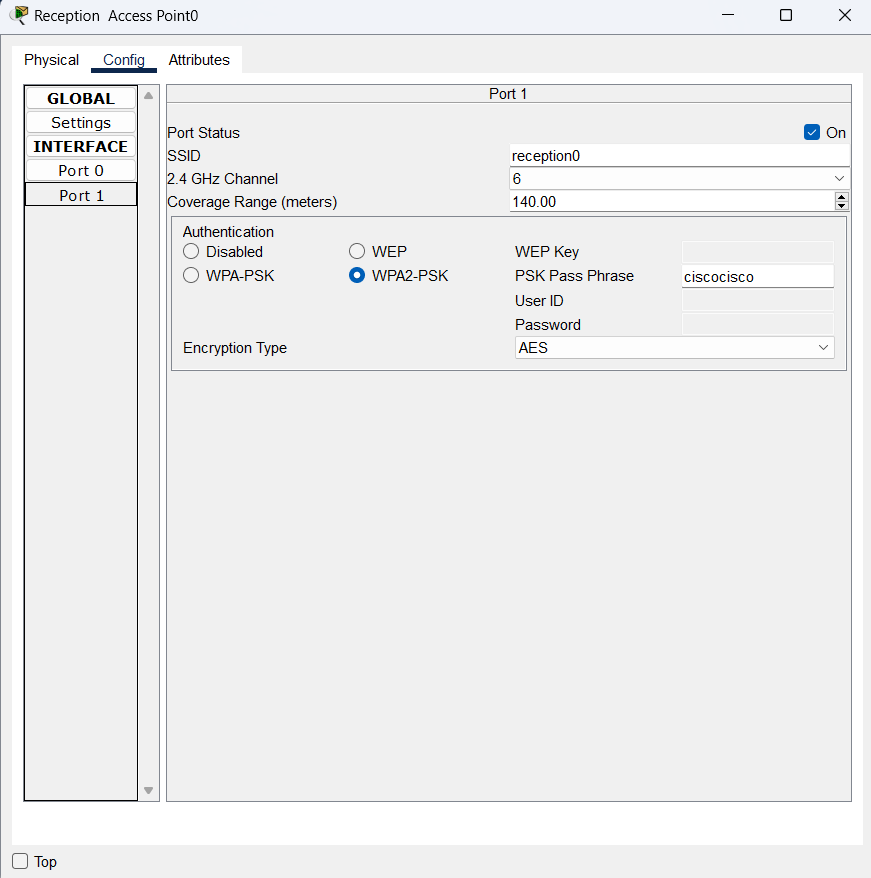 Reception Access Point0
Physical Config Attributes
GLOBAL
Settings
INTERFACE
Port 0
Port 1
Port 1
Port Status On
SSID reception0
2.4 GHz Channel 6
Coverage Range (meters) 140.00
Authentication
Disabled WEP WEP Key
WPA-PSK WPA2-PSK PSK Pass Phrase ciscocisco
User ID
Password
Encryption Type AES
Top